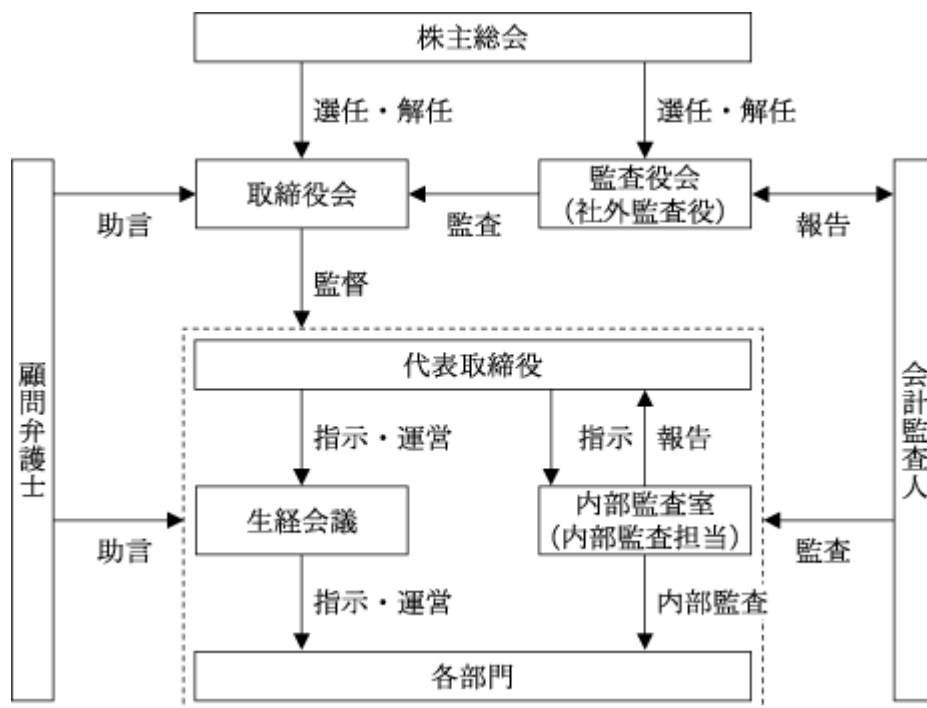 株主総会
選任・解任
選任・解任
取締役会
監査役会
(社外監査役)
助言
監査
報告
監督
顧問弁護士
会計監査人
代表取締役
指示・運営
指示
報告
生経会議
内部監査室
(内部監査担当)
助言
監査
指示・運営
内部監査
各部門